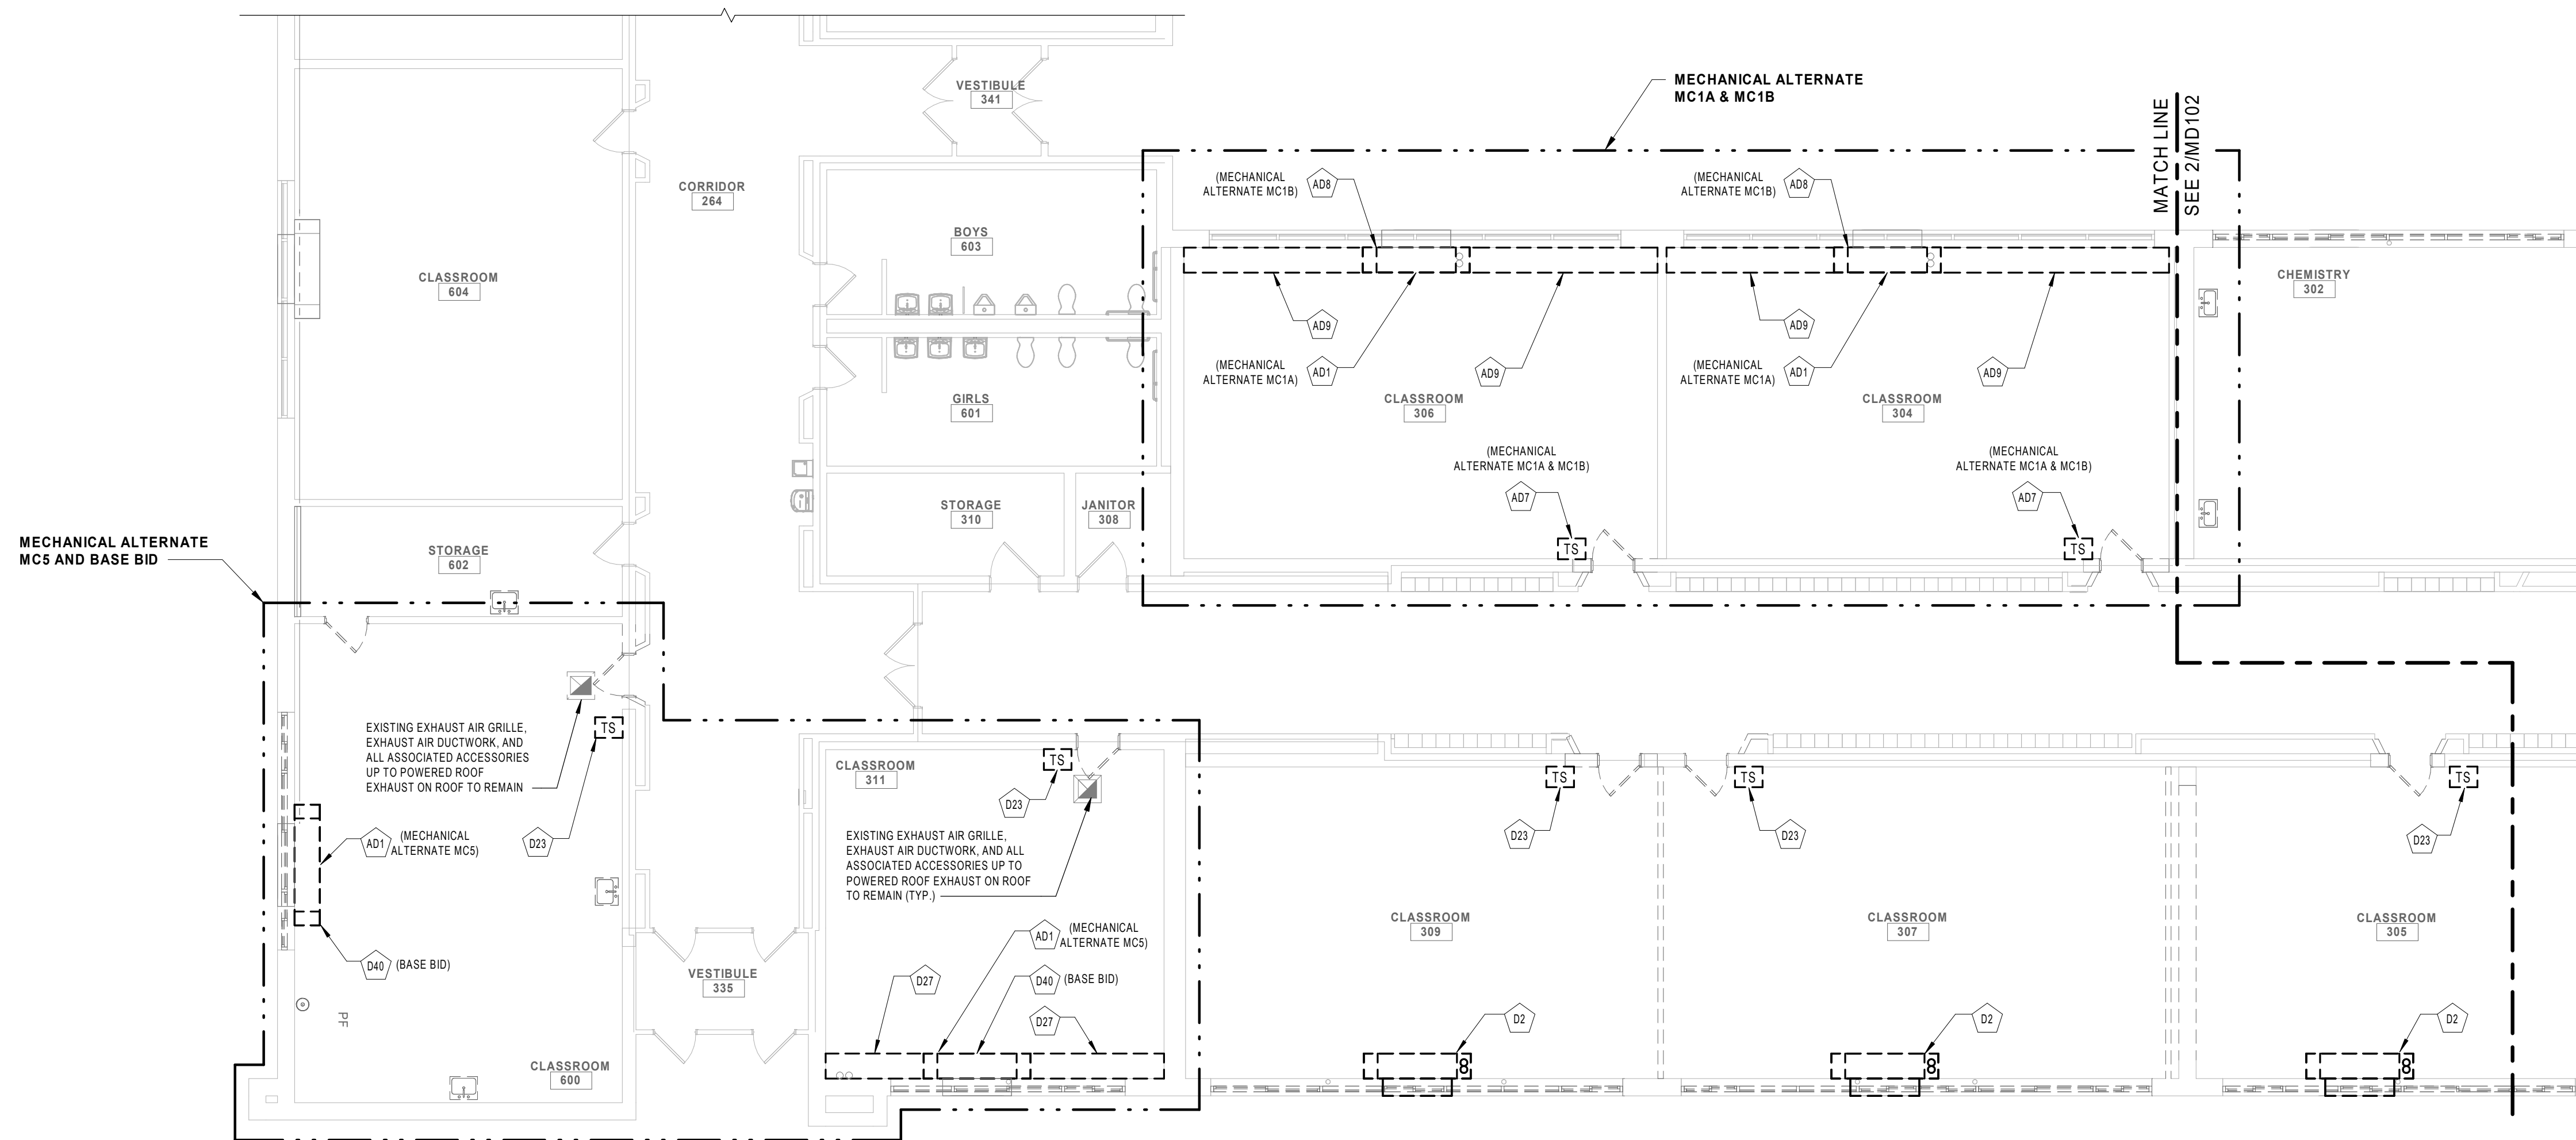 MECHANICAL ALTERNATE
MC1A & MC1B
MATCH LINE
SEE 2/MD102
VESTIBULE
341
CORRIDOR
264
(MECHANICAL
ALTERNATE MC1B)
AD8
(MECHANICAL
ALTERNATE MC1B)
AD8
BOYS
603
CLASSROOM
604
CHEMISTRY
302
AD9
AD9
(MECHANICAL
ALTERNATE MC1A)
AD1
AD9
(MECHANICAL
ALTERNATE MC1A)
AD1
AD9
GIRLS
601
CLASSROOM
306
CLASSROOM
304
(MECHANICAL
ALTERNATE MC1A & MC1B)
AD7
TS
(MECHANICAL
ALTERNATE MC1A & MC1B)
AD7
TS
STORAGE
310
JANITOR
308
MECHANICAL ALTERNATE
MC5 AND BASE BID
STORAGE
602
EXISTING EXHAUST AIR GRILLE,
EXHAUST AIR DUCTWORK, AND
ALL ASSOCIATED ACCESSORIES
UP TO POWERED ROOF
EXHAUST ON ROOF TO REMAIN
TS
D23
AD1
(MECHANICAL
ALTERNATE MC5)
D40
(BASE BID)
PF
CLASSROOM
600
VESTIBULE
335
CLASSROOM
311
TS
D23
EXISTING EXHAUST AIR GRILLE,
EXHAUST AIR DUCTWORK, AND ALL
ASSOCIATED ACCESSORIES UP TO
POWERED ROOF EXHAUST ON ROOF
TO REMAIN (TYP.)
AD1
(MECHANICAL
ALTERNATE MC5)
D27
D40
(BASE BID)
D27
TS
D23
CLASSROOM
309
D2
TS
D23
CLASSROOM
307
D2
TS
D23
CLASSROOM
305
D2